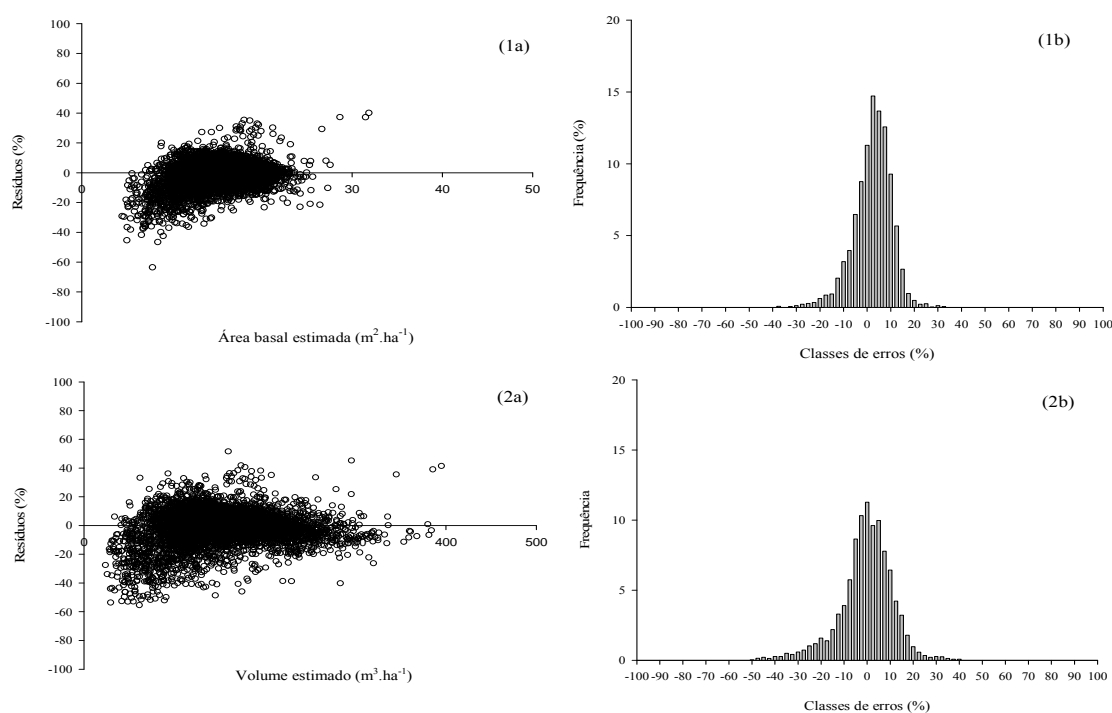 (1a)
100
80
60
40
20
0
-20
-40
-60
-80
-100
0
30
40
50
Resíduos (%)
Área basal estimada (m².ha⁻¹)
(1b)
20
15
10
5
0
-100 -90 -80 -70 -60 -50 -40 -30 -20 -10 0 10 20 30 40 50 60 70 80 90 100
Frequência (%)
Classes de erros (%)
(2a)
100
80
60
40
20
0
-20
-40
-60
-80
-100
0
400
500
Resíduos (%)
Volume estimado (m³.ha⁻¹)
(2b)
20
15
10
5
0
-100 -90 -80 -70 -60 -50 -40 -30 -20 -10 0 10 20 30 40 50 60 70 80 90 100
Frequência
Classes de erros (%)